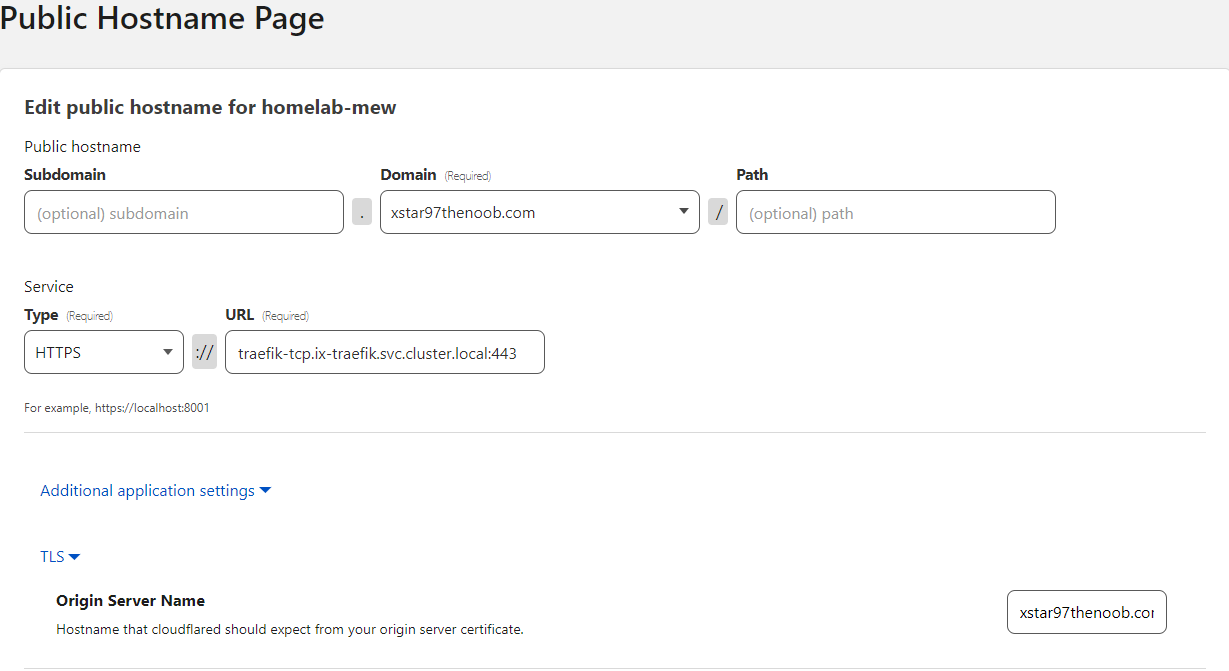 Public Hostname Page
Edit public hostname for homelab-mew
Public hostname
Subdomain Domain (Required) Path
(optional) subdomain . xstar97thenoob.com / (optional) path
Service
Type (Required) URL (Required)
HTTPS :// traefik-tcp.ix-traefik.svc.cluster.local:443
For example, https://localhost:8001
Additional application settings
TLS
Origin Server Name
xstar97thenoob.com
Hostname that cloudflared should expect from your origin server certificate.